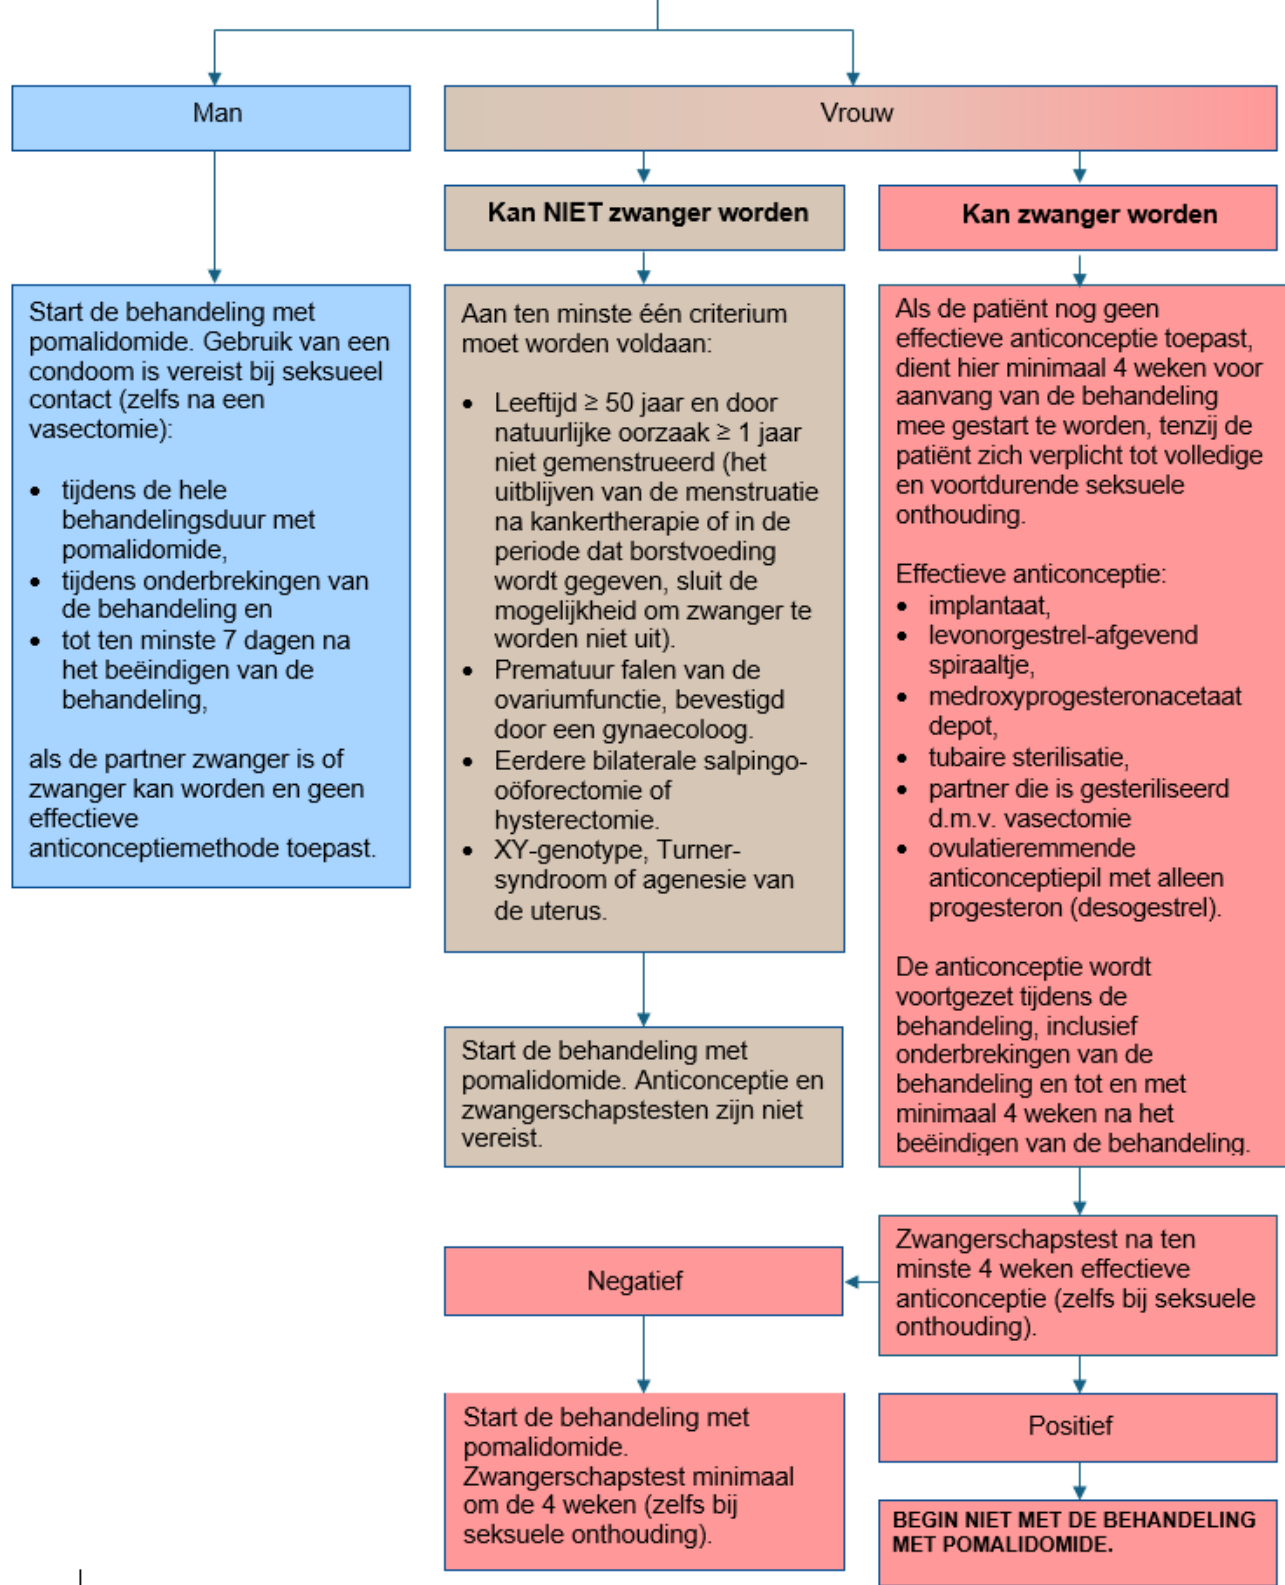 Man
Vrouw
Kan NIET zwanger worden
Kan zwanger worden
Start de behandeling met
pomalidomide. Gebruik van een
condoom is vereist bij seksueel
contact (zelfs na een
vasectomie):
• tijdens de hele
behandelingsduur met
pomalidomide,
• tijdens onderbrekingen van
de behandeling en
• tot ten minste 7 dagen na
het beëindigen van de
behandeling,
als de partner zwanger is of
zwanger kan worden en geen
effectieve
anticonceptiemethode toepast.
Aan ten minste één criterium
moet worden voldaan:
• Leeftijd ≥ 50 jaar en door
natuurlijke oorzaak ≥ 1 jaar
niet gemenstrueerd (het
uitblijven van de menstruatie
na kankertherapie of in de
periode dat borstvoeding
wordt gegeven, sluit de
mogelijkheid om zwanger te
worden niet uit).
• Prematuur falen van de
ovariumfunctie, bevestigd
door een gynaecoloog.
• Eerdere bilaterale salpingo-
oöforectomie of
hysterectomie.
• XY-genotype, Turner-
syndroom of agenesie van
de uterus.
Start de behandeling met
pomalidomide. Anticonceptie en
zwangerschapstesten zijn niet
vereist.
Als de patiënt nog geen
effectieve anticonceptie toepast,
dient hier minimaal 4 weken voor
aanvang van de behandeling
mee gestart te worden, tenzij de
patiënt zich verplicht tot volledige
en voortdurende seksuele
onthouding.
Effectieve anticonceptie:
• implantaat,
• levonorgestrel-afgevend
spiraaltje,
• medroxyprogesteronacetaat
depot,
• tubaire sterilisatie,
• partner die is gesteriliseerd
d.m.v. vasectomie
• ovulatieremmende
anticonceptiepil met alleen
progesteron (desogestrel).
De anticonceptie wordt
voortgezet tijdens de
behandeling, inclusief
onderbrekingen van de
behandeling en tot en met
minimaal 4 weken na het
beëindigen van de behandeling.
Zwangerschapstest na ten
minste 4 weken effectieve
anticonceptie (zelfs bij seksuele
onthouding).
Negatief
Start de behandeling met
pomalidomide.
Zwangerschapstest minimaal
om de 4 weken (zelfs bij
seksuele onthouding).
Positief
BEGIN NIET MET DE BEHANDELING
MET POMALIDOMIDE.